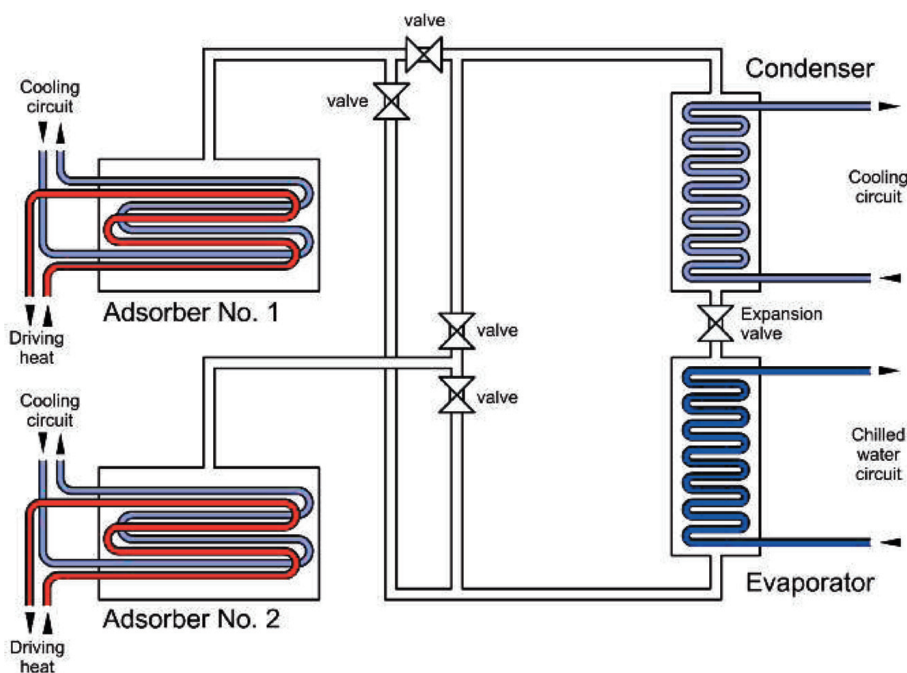 valve
Condenser
Cooling
circuit
valve
Cooling
circuit
Adsorber No. 1
Driving
heat
Expansion
valve
valve
Cooling
circuit
valve
Chilled
water
circuit
Evaporator
Adsorber No. 2
Driving
heat